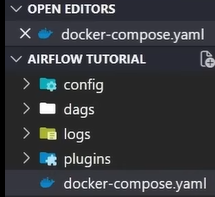 OPEN EDITORS
docker-compose.yaml
AIRFLOW TUTORIAL
config
dags
logs
plugins
docker-compose.yaml